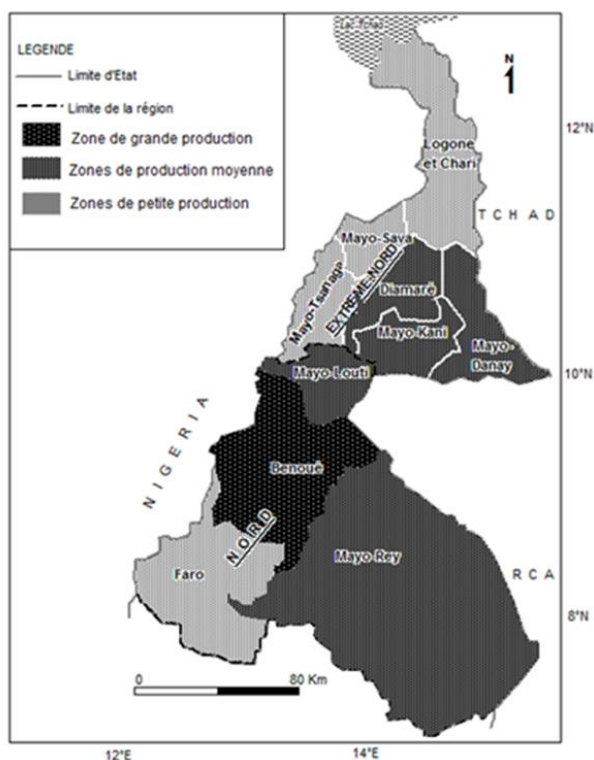 Lac-Tchad
LEGENDE
Limite d'Etat
Limite de la région
Zone de grande production
Zones de production moyenne
Zones de petite production
N
12°N
Logone
et Chari
TCHAD
Mayo-Sava
EXTREME-NORD
Mayo-Tsanaga
Diamaré
Mayo-Kani
Mayo-
Danay
10°N
Mayo-Louti
NIGERIA
Benoué
NORD
Mayo-Rey
Faro
RCA
8°N
0 80 Km
12°E 14°E